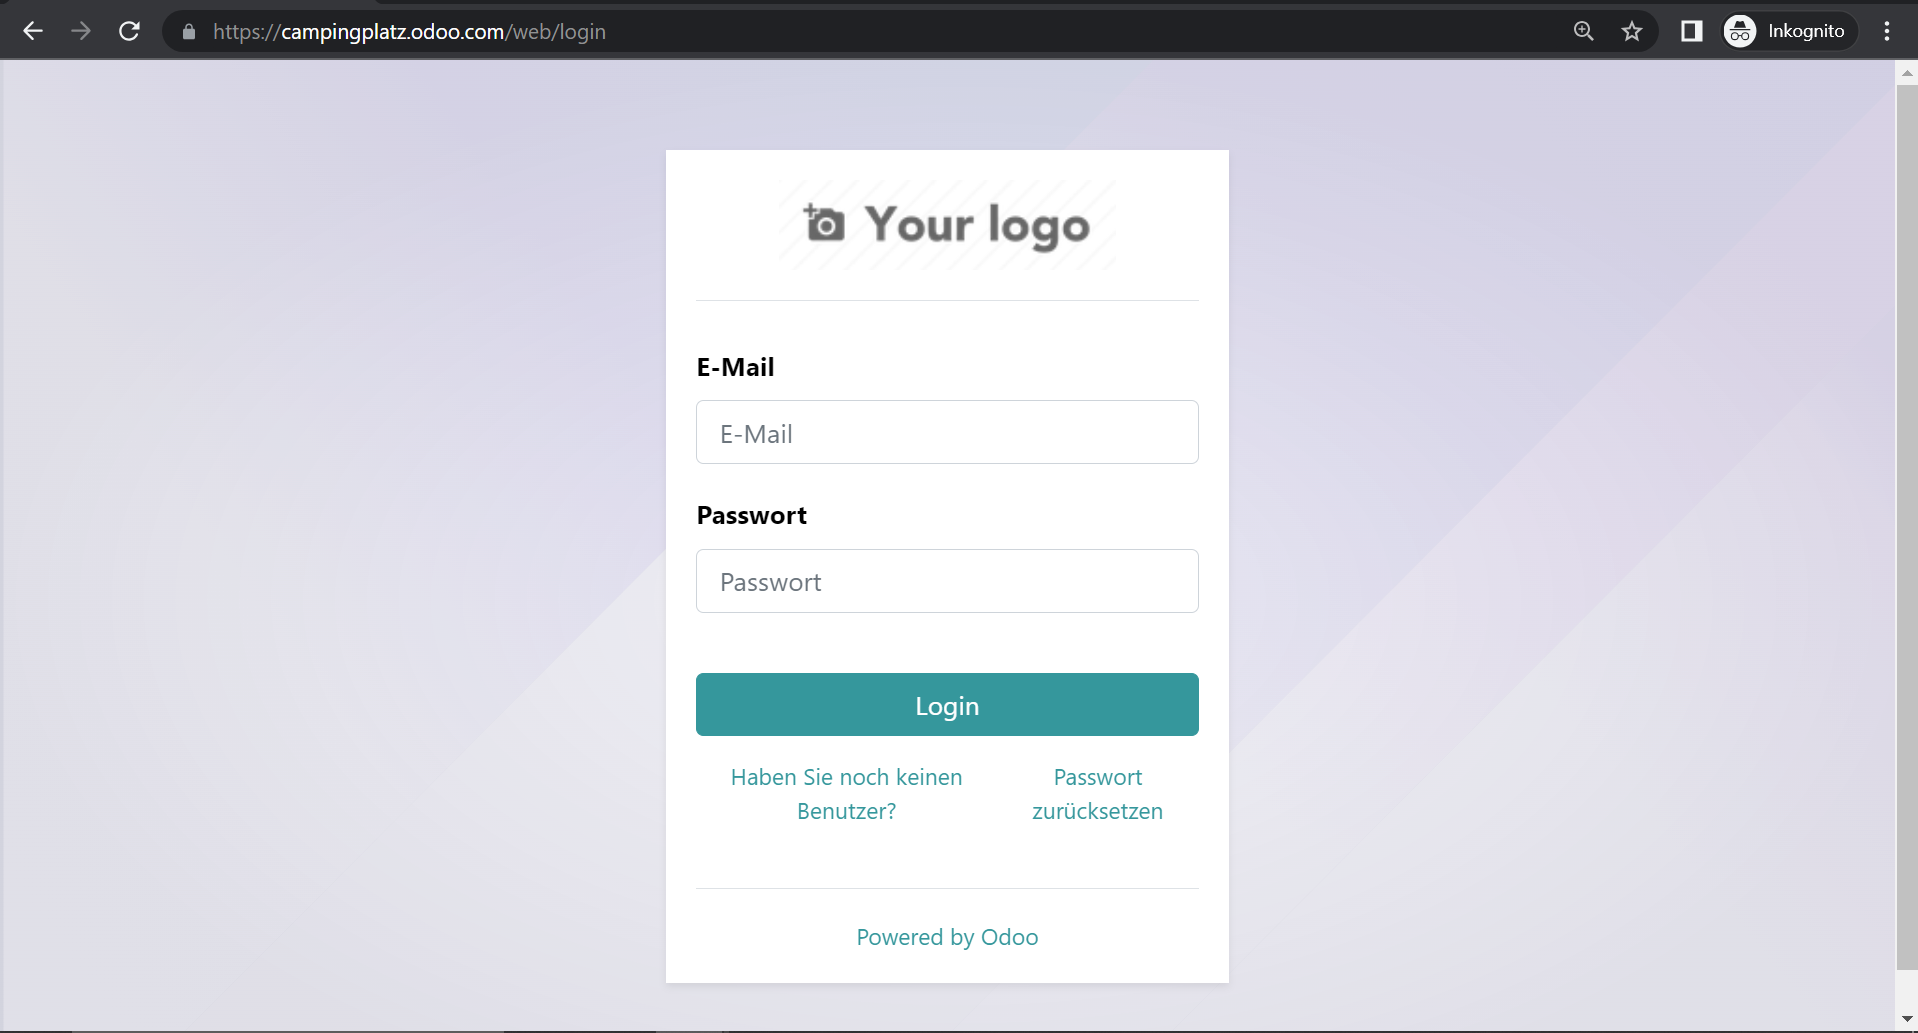 https://campingplatz.odoo.com/web/login
Inkognito
Your logo
E-Mail
E-Mail
Passwort
Passwort
Login
Haben Sie noch keinen
Benutzer?
Passwort
zurücksetzen
Powered by Odoo